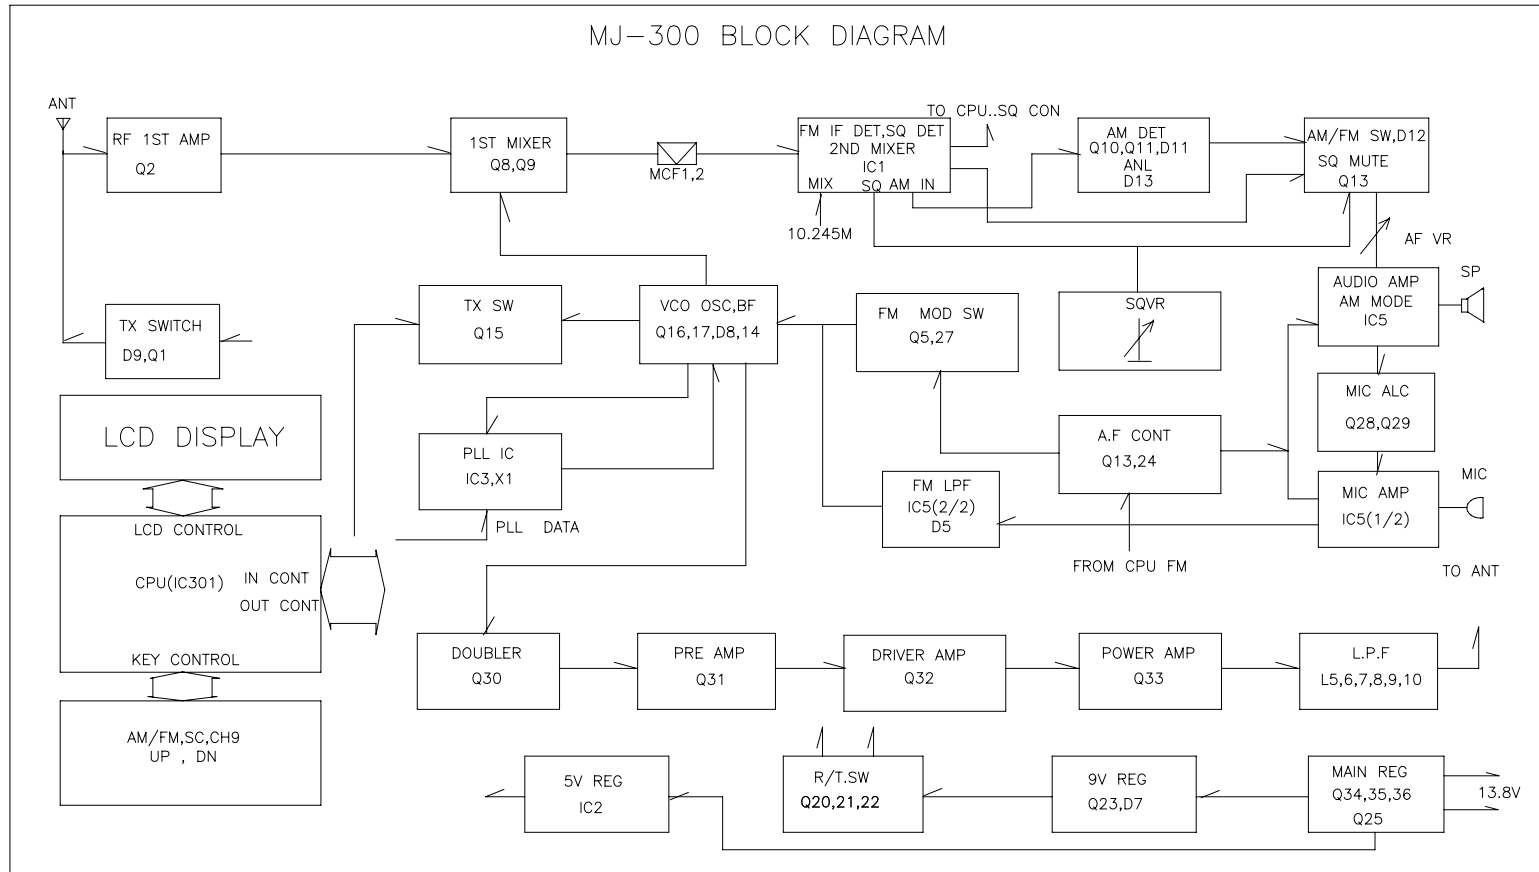 MJ-300 BLOCK DIAGRAM
ANT
RF 1ST AMP
Q2
1ST MIXER
Q8,Q9
MCF1,2
FM IF DET,SQ DET
2ND MIXER
IC1
MIX
SQ
AM IN
10.245M
TO CPU..SQ CON
AM DET
Q10,Q11,D11
ANL
D13
AM/FM SW,D12
SQ MUTE
Q13
AF VR
TX SWITCH
D9,Q1
TX SW
Q15
VCO OSC,BF
Q16,17,D8,14
FM MOD SW
Q5,27
SQVR
AUDIO AMP
AM MODE
IC5
SP
MIC ALC
Q28,Q29
LCD DISPLAY
PLL IC
IC3,X1
PLL DATA
A.F CONT
Q13,24
FM LPF
IC5(2/2)
D5
MIC AMP
IC5(1/2)
MIC
FROM CPU FM
TO ANT
LCD CONTROL
CPU(IC301)
IN CONT
OUT CONT
KEY CONTROL
AM/FM,SC,CH9
UP , DN
DOUBLER
Q30
PRE AMP
Q31
DRIVER AMP
Q32
POWER AMP
Q33
L.P.F
L5,6,7,8,9,10
5V REG
IC2
R/T.SW
Q20,21,22
9V REG
Q23,D7
MAIN REG
Q34,35,36
Q25
13.8V